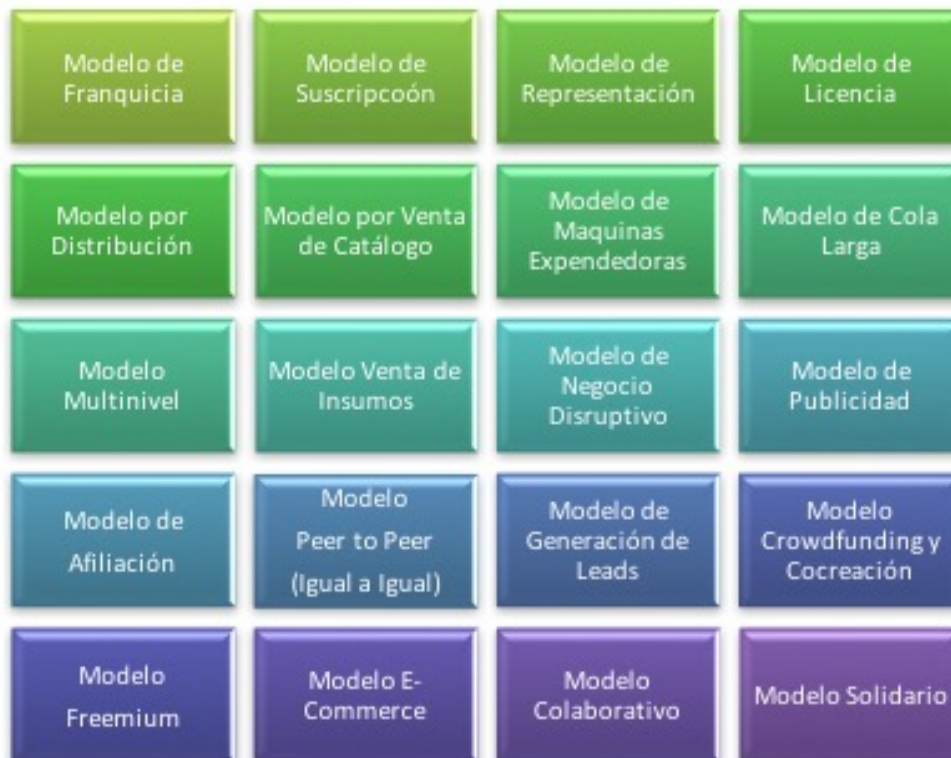 Modelo de
Franquicia
Modelo de
Suscripcoón
Modelo de
Representación
Modelo de
Licencia
Modelo por
Distribución
Modelo por Venta
de Catálogo
Modelo de
Maquinas
Expendedoras
Modelo de Cola
Larga
Modelo
Multinivel
Modelo Venta de
Insumos
Modelo de
Negocio
Disruptivo
Modelo de
Publicidad
Modelo de
Afiliación
Modelo
Peer to Peer
(Igual a Igual)
Modelo de
Generación de
Leads
Modelo
Crowdfunding y
Cocreación
Modelo
Freemium
Modelo E-
Commerce
Modelo
Colaborativo
Modelo Solidario